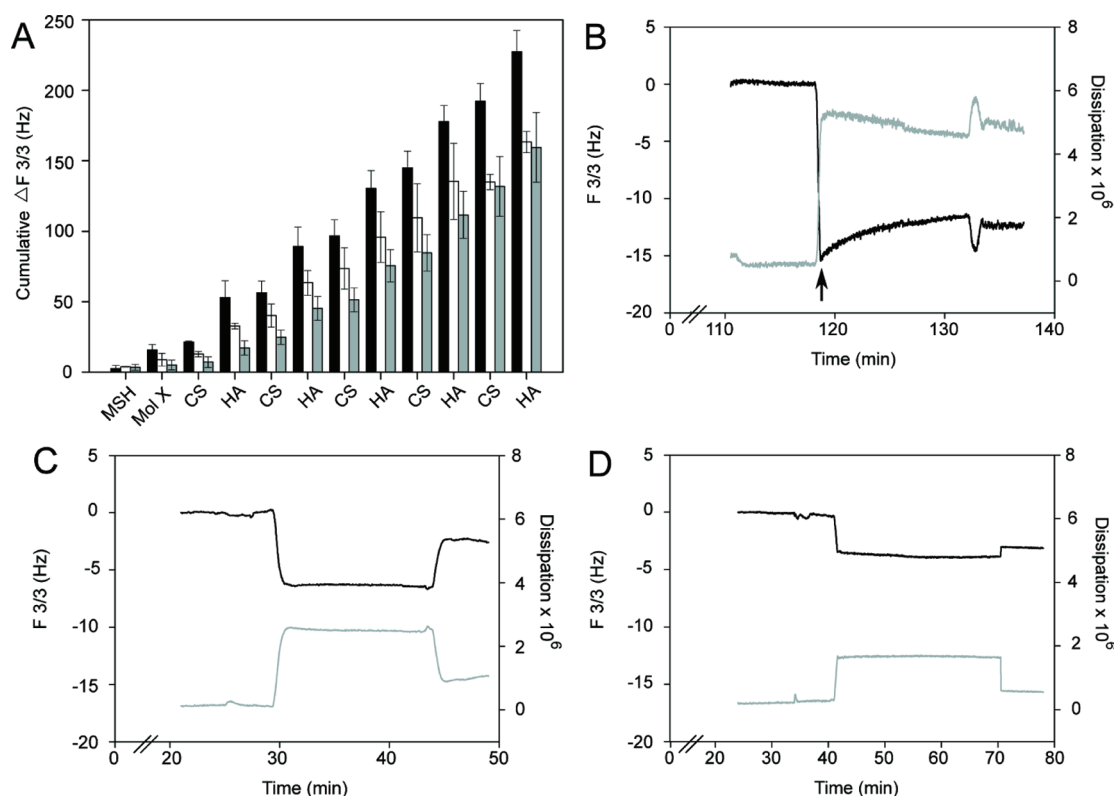 A
Cumulative △F 3/3 (Hz)
250
200
150
100
50
0
MSH
Mol X
CS
HA
CS
HA
CS
HA
CS
HA
CS
HA
B
F 3/3 (Hz)
5
0
-5
-10
-15
-20
8
6
4
2
0
Dissipation x 10⁶
0
110
120
130
140
Time (min)
C
F 3/3 (Hz)
5
0
-5
-10
-15
-20
8
6
4
2
0
Dissipation x 10⁶
0
20
30
40
50
Time (min)
D
F 3/3 (Hz)
5
0
-5
-10
-15
-20
8
6
4
2
0
Dissipation x 10⁶
0
20
30
40
50
60
70
80
Time (min)